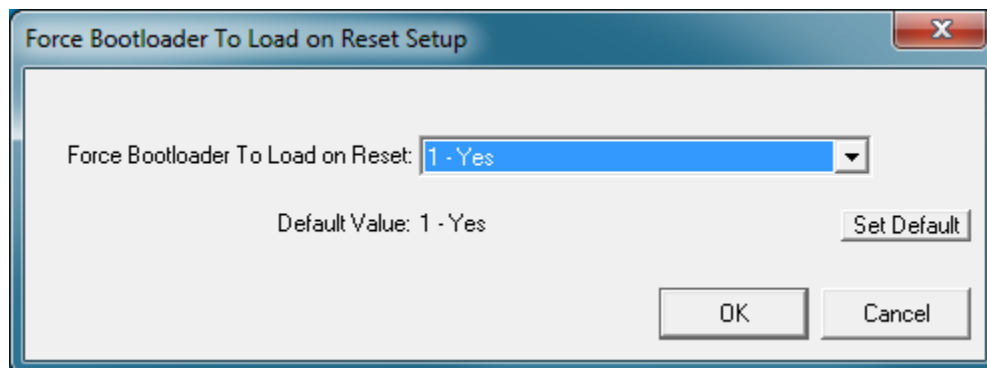 Force Bootloader To Load on Reset Setup
Force Bootloader To Load on Reset: 1 - Yes
Default Value: 1 - Yes
Set Default
OK
Cancel